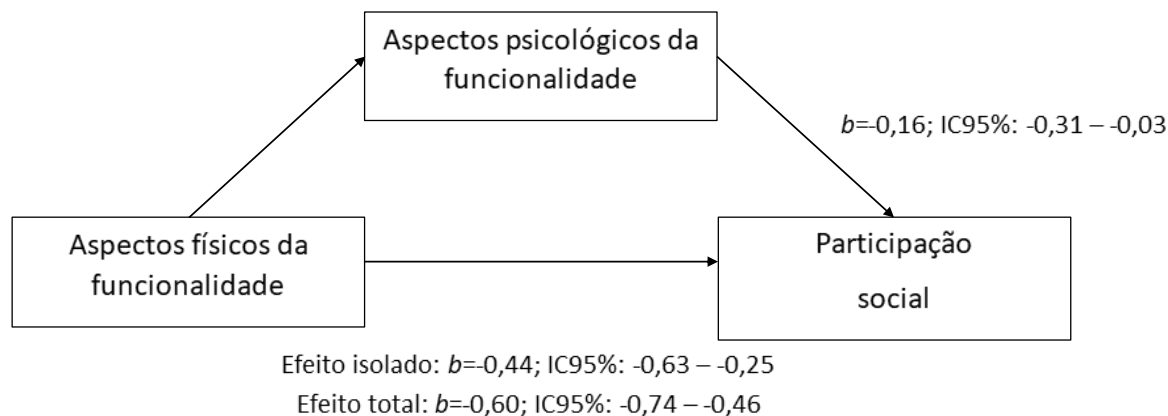 Aspectos psicológicos da
funcionalidade
b=-0,16; IC95%: -0,31 – -0,03
Aspectos físicos da
funcionalidade
Participação
social
Efeito isolado: b=-0,44; IC95%: -0,63 – -0,25
Efeito total: b=-0,60; IC95%: -0,74 – -0,46